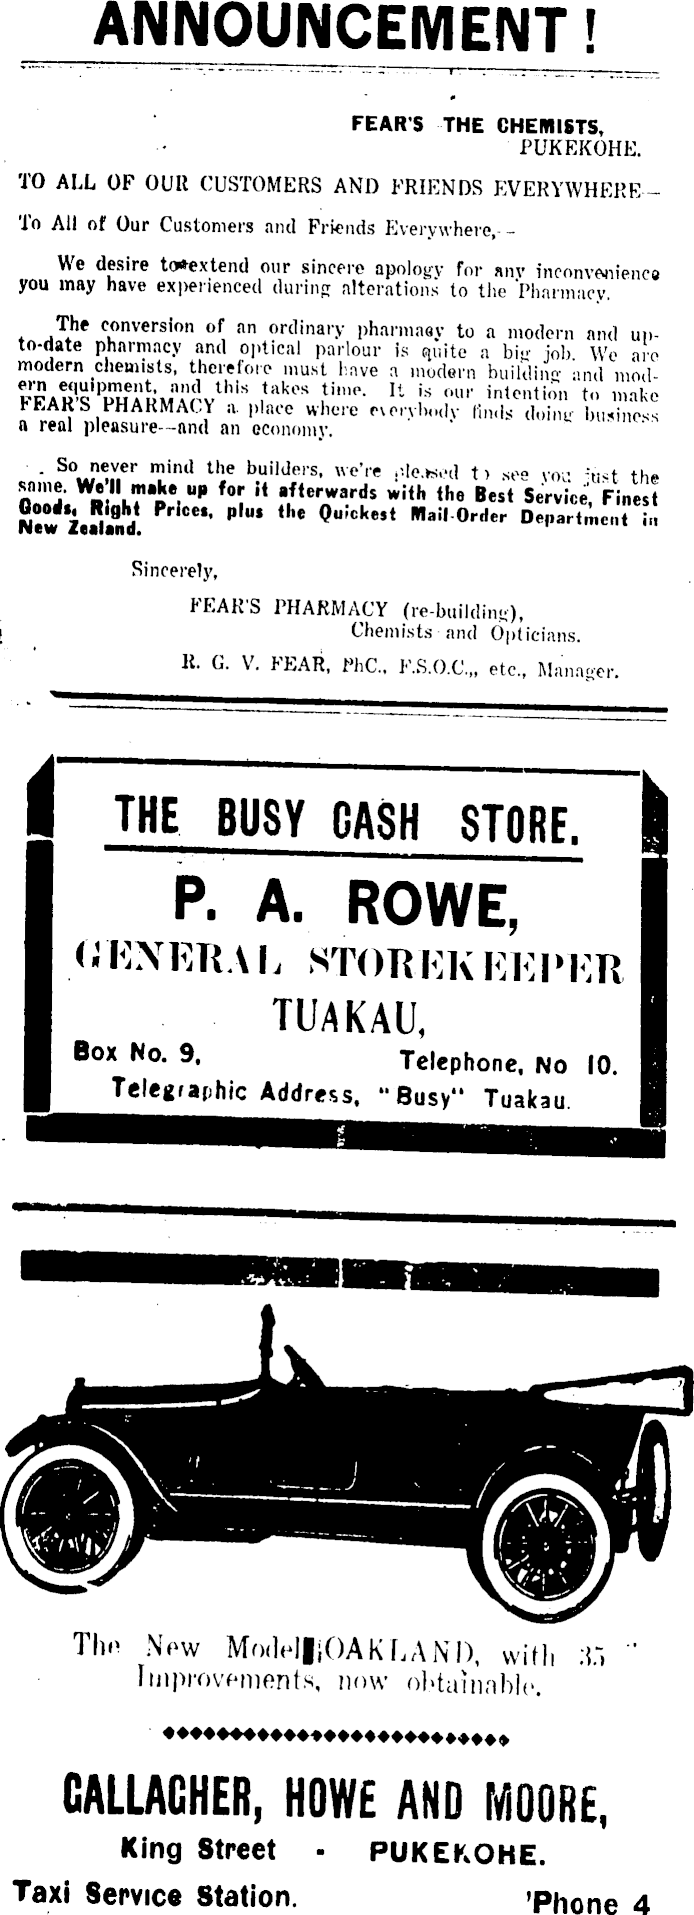 ANNOUNCEMENT!
FEAR'S THE CHEMISTS,
PUKEKOHE.
TO ALL OF OUR CUSTOMERS AND FRIENDS EVERYWHERE—
To All of Our Customers and Friends Everywhere,—
We desire to extend our sincere apology for any inconvenience
you may have experienced during alterations to the Pharmacy.
The conversion of an ordinary pharmacy to a modern and up-
to-date pharmacy and optical parlour is quite a big job. We are
modern chemists, therefore must have a modern building and mod-
ern equipment, and this takes time. It is our intention to make
FEAR'S PHARMACY a place where everybody finds doing business
a real pleasure—and an economy.
So never mind the builders, we're pleased to see you just the
same. We'll make up for it afterwards with the Best Service, Finest
Goods, Right Prices, plus the Quickest Mail-Order Department in
New Zealand.
Sincerely,
FEAR'S PHARMACY (re-building),
Chemists and Opticians.
R. G. V. FEAR, PhC., F.S.O.C.,, etc., Manager.
THE BUSY CASH STORE.
P. A. ROWE,
GENERAL STOREKEEPER
TUAKAU,
Box No. 9, Telephone, No 10.
Telegraphic Address, "Busy" Tuakau.
The New Model OAKLAND, with 35
Improvements, now obtainable.
GALLAGHER, HOWE AND MOORE,
King Street - PUKEKOHE.
Taxi Service Station. 'Phone 4